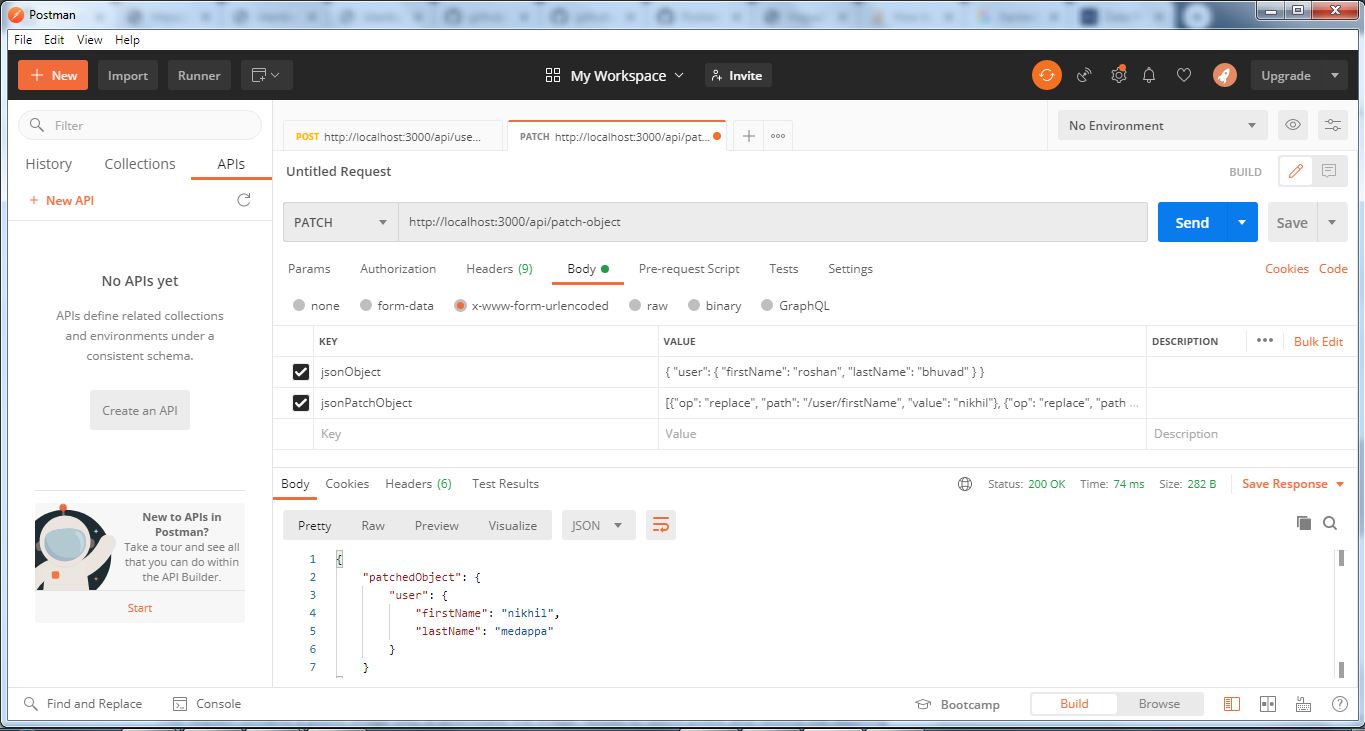 Postman
File Edit View Help
+ New Import Runner My Workspace Invite Upgrade
Filter
History Collections APIs
+ New API
No APIs yet
APIs define related collections
and environments under a
consistent schema.
Create an API
New to APIs in
Postman?
Take a tour and see all
that you can do within
the API Builder.
Start
POST http://localhost:3000/api/use...
PATCH http://localhost:3000/api/pat...
No Environment
Untitled Request BUILD
PATCH http://localhost:3000/api/patch-object Send Save
Params Authorization Headers (9) Body Pre-request Script Tests Settings Cookies Code
none form-data x-www-form-urlencoded raw binary GraphQL
KEY VALUE DESCRIPTION ••• Bulk Edit
jsonObject { "user": { "firstName": "roshan", "lastName": "bhuvad" } }
jsonPatchObject [{"op": "replace", "path": "/user/firstName", "value": "nikhil"}, {"op": "replace", "path ...
Key Value Description
Body Cookies Headers (6) Test Results Status: 200 OK Time: 74 ms Size: 282 B Save Response
Pretty Raw Preview Visualize JSON
1 {
2 "patchedObject": {
3 "user": {
4 "firstName": "nikhil",
5 "lastName": "medappa"
6 }
7 }
Find and Replace Console Bootcamp Build Browse